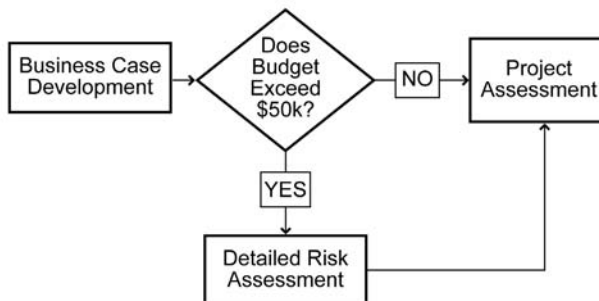 Business Case
Development
Does
Budget
Exceed
$50k?
NO
Project
Assessment
YES
Detailed Risk
Assessment